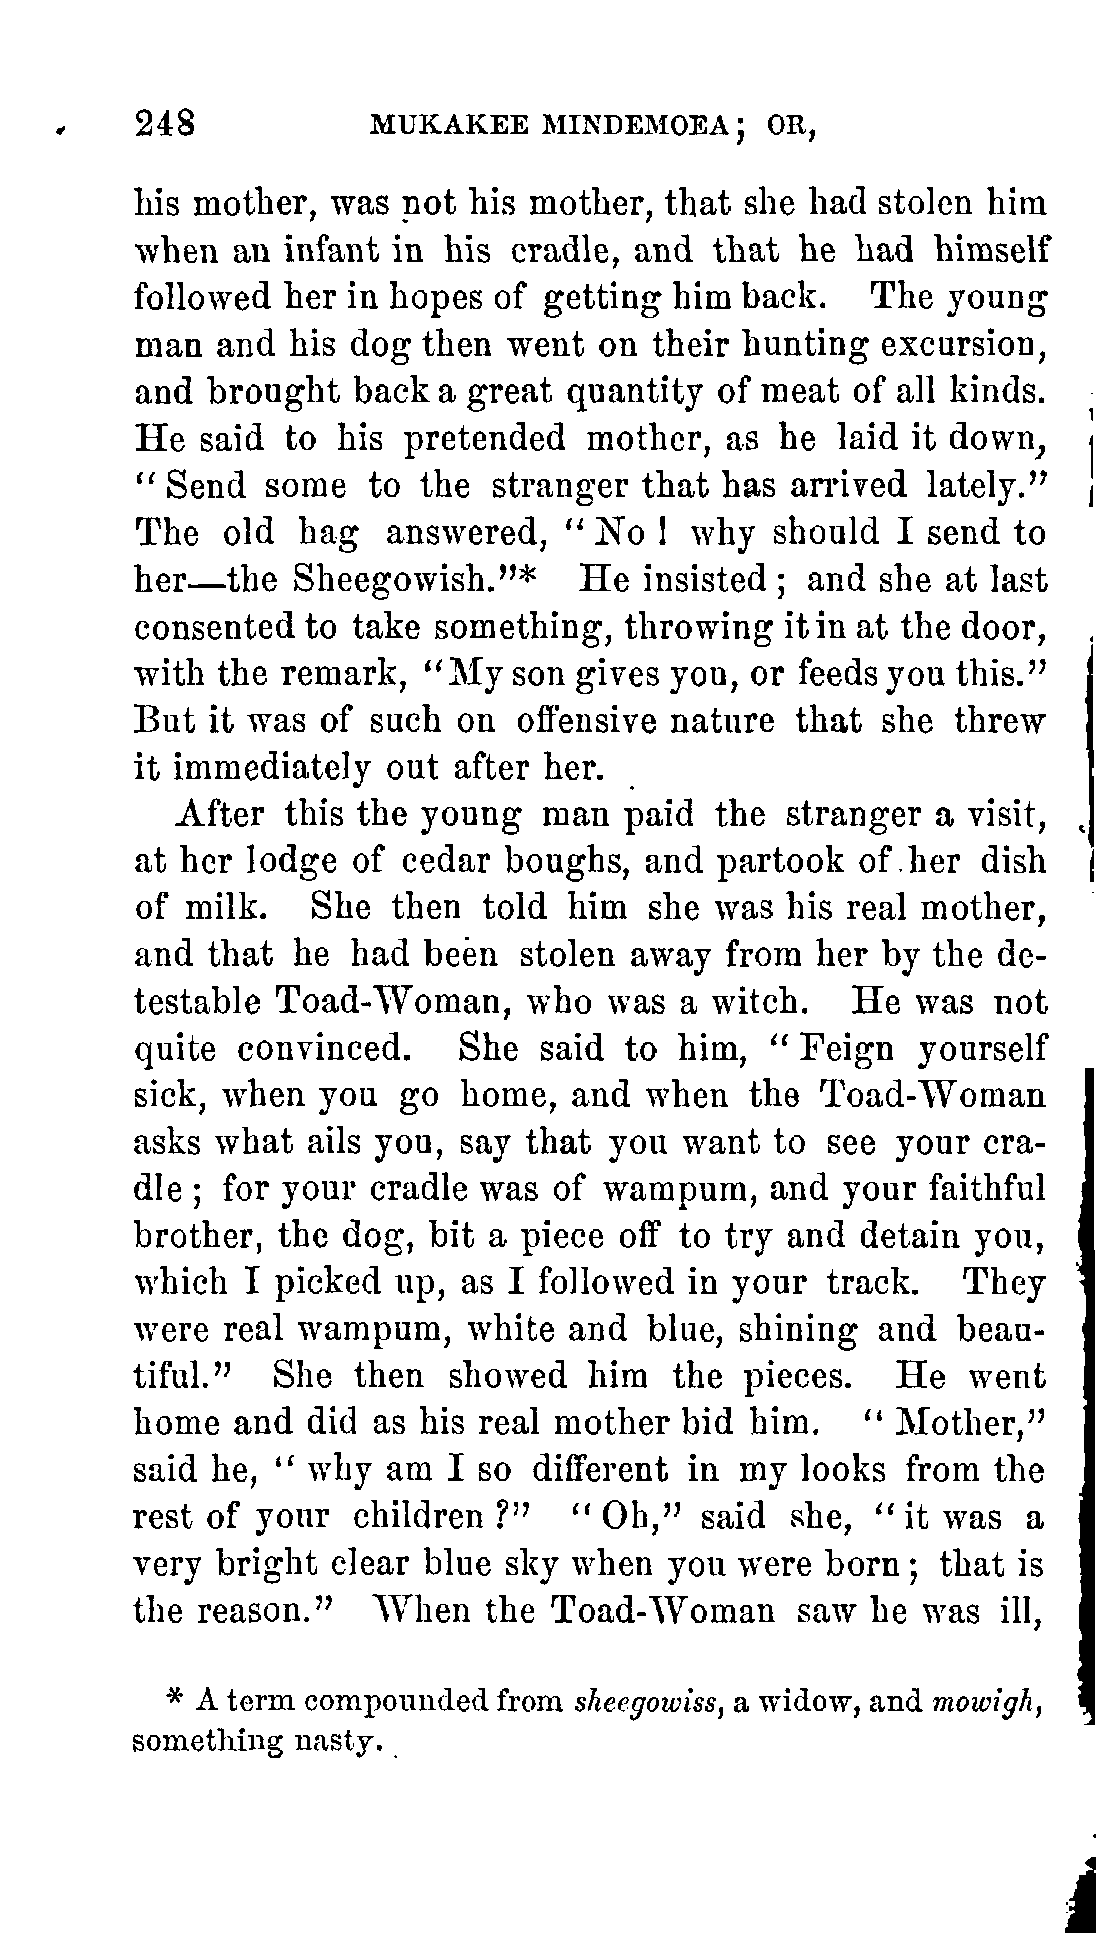 248 MUKAKEE MINDEMOEA; OR,
his mother, was not his mother, that she had stolen him
when an infant in his cradle, and that he had himself
followed her in hopes of getting him back. The young
man and his dog then went on their hunting excursion,
and brought back a great quantity of meat of all kinds.
He said to his pretended mother, as he laid it down,
"Send some to the stranger that has arrived lately."
The old hag answered, "No! why should I send to
her—the Sheegowish."* He insisted; and she at last
consented to take something, throwing it in at the door,
with the remark, "My son gives you, or feeds you this."
But it was of such on offensive nature that she threw
it immediately out after her.
After this the young man paid the stranger a visit,
at her lodge of cedar boughs, and partook of her dish
of milk. She then told him she was his real mother,
and that he had been stolen away from her by the de-
testable Toad-Woman, who was a witch. He was not
quite convinced. She said to him, "Feign yourself
sick, when you go home, and when the Toad-Woman
asks what ails you, say that you want to see your cra-
dle; for your cradle was of wampum, and your faithful
brother, the dog, bit a piece off to try and detain you,
which I picked up, as I followed in your track. They
were real wampum, white and blue, shining and beau-
tiful." She then showed him the pieces. He went
home and did as his real mother bid him. "Mother,"
said he, "why am I so different in my looks from the
rest of your children?" "Oh," said she, "it was a
very bright clear blue sky when you were born; that is
the reason." When the Toad-Woman saw he was ill,
* A term compounded from sheegowiss, a widow, and mowigh,
something nasty.